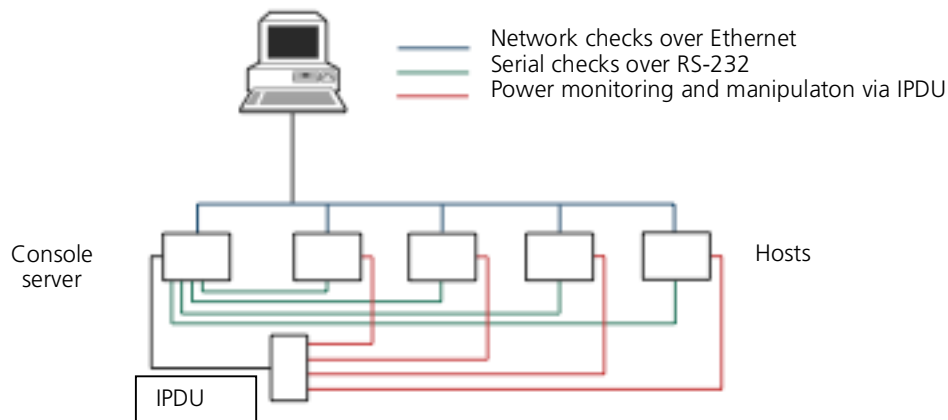 Network checks over Ethernet
Serial checks over RS-232
Power monitoring and manipulaton via IPDU
Console
server
Hosts
IPDU